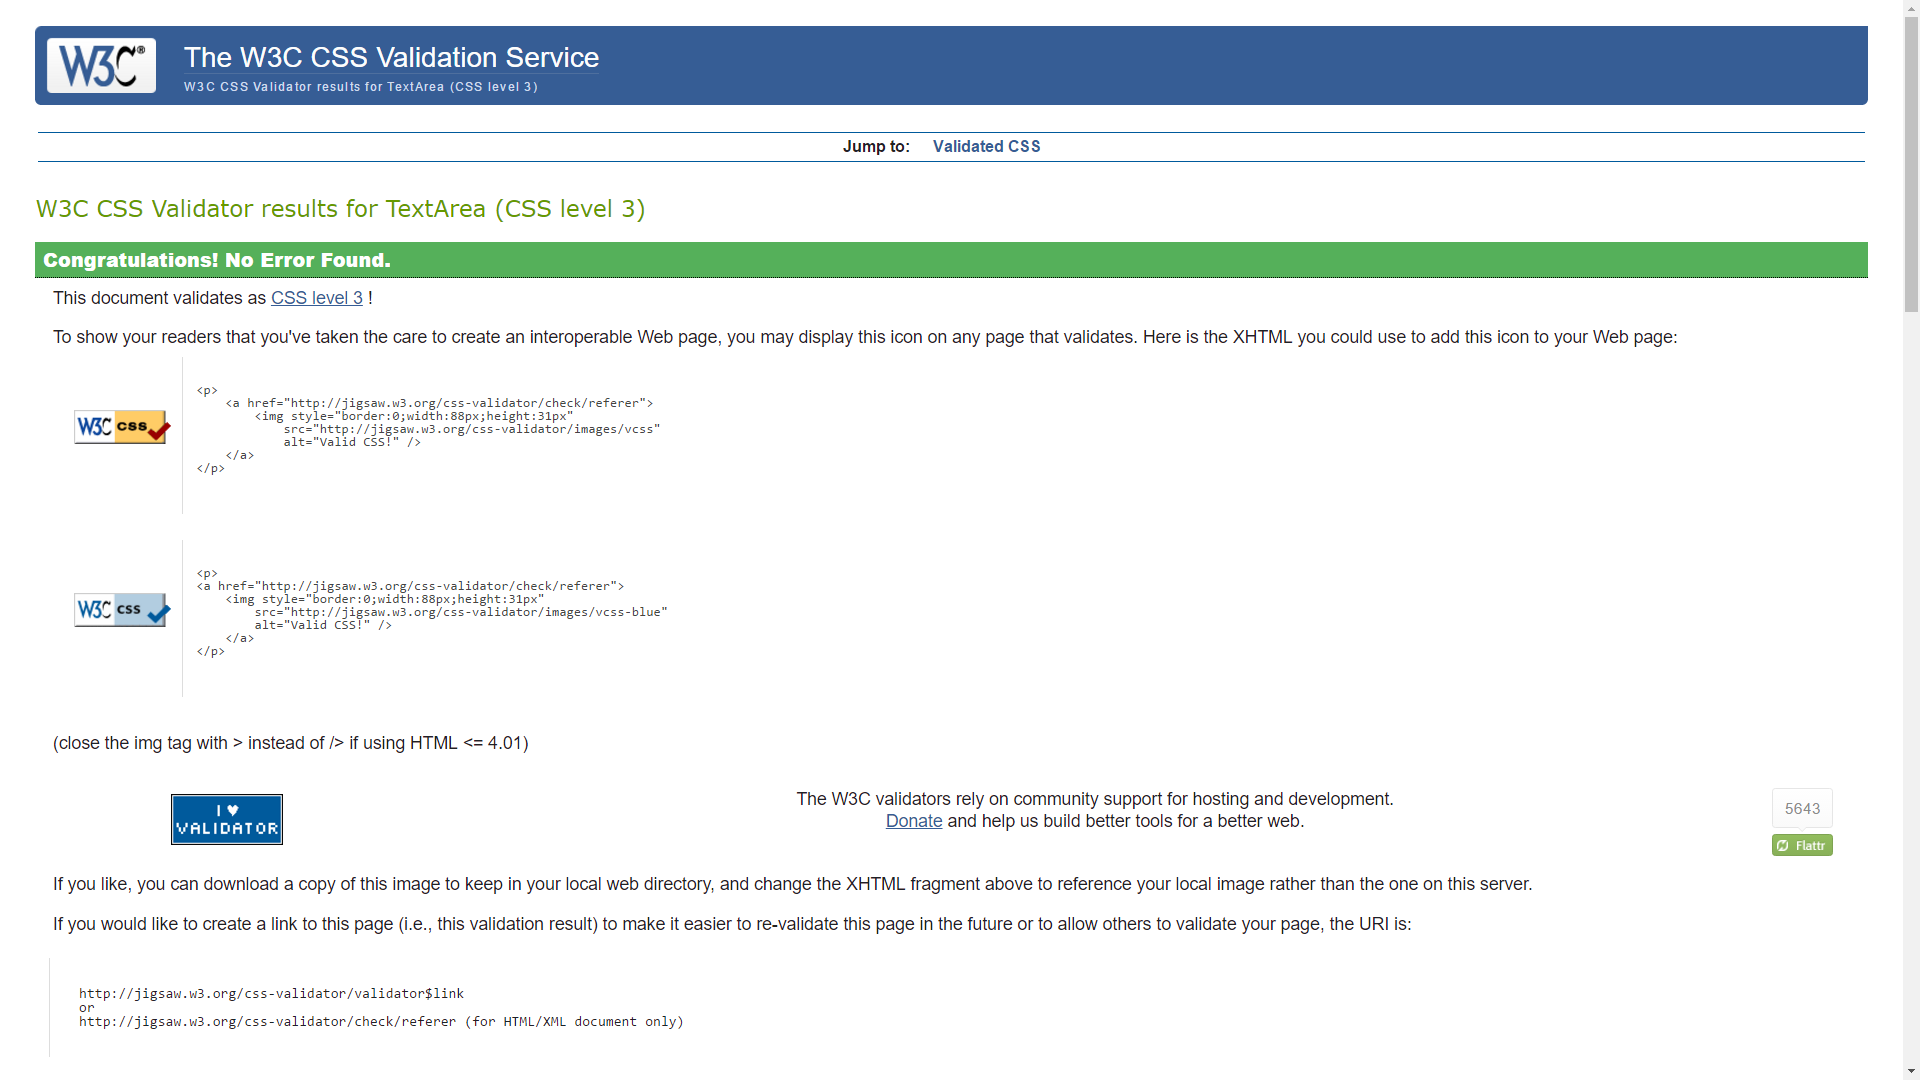 W3C®
The W3C CSS Validation Service
W3C CSS Validator results for TextArea (CSS level 3)
Jump to: Validated CSS
W3C CSS Validator results for TextArea (CSS level 3)
Congratulations! No Error Found.
This document validates as CSS level 3 !
To show your readers that you've taken the care to create an interoperable Web page, you may display this icon on any page that validates. Here is the XHTML you could use to add this icon to your Web page:
W3C css
<p>
    <a href="http://jigsaw.w3.org/css-validator/check/referer">
        <img style="border:0;width:88px;height:31px"
            src="http://jigsaw.w3.org/css-validator/images/vcss"
            alt="Valid CSS!" />
    </a>
</p>
W3C css
<p>
<a href="http://jigsaw.w3.org/css-validator/check/referer">
    <img style="border:0;width:88px;height:31px"
        src="http://jigsaw.w3.org/css-validator/images/vcss-blue"
        alt="Valid CSS!" />
    </a>
</p>
(close the img tag with > instead of /> if using HTML <= 4.01)
I ♥
VALIDATOR
The W3C validators rely on community support for hosting and development.
Donate and help us build better tools for a better web.
5643
Flattr
If you like, you can download a copy of this image to keep in your local web directory, and change the XHTML fragment above to reference your local image rather than the one on this server.
If you would like to create a link to this page (i.e., this validation result) to make it easier to re-validate this page in the future or to allow others to validate your page, the URI is:
http://jigsaw.w3.org/css-validator/validator$link
or
http://jigsaw.w3.org/css-validator/check/referer (for HTML/XML document only)